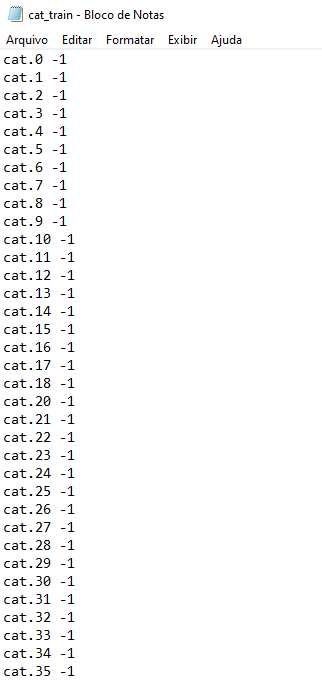 cat_train - Bloco de Notas
Arquivo Editar Formatar Exibir Ajuda
cat.0 -1
cat.1 -1
cat.2 -1
cat.3 -1
cat.4 -1
cat.5 -1
cat.6 -1
cat.7 -1
cat.8 -1
cat.9 -1
cat.10 -1
cat.11 -1
cat.12 -1
cat.13 -1
cat.14 -1
cat.15 -1
cat.16 -1
cat.17 -1
cat.18 -1
cat.20 -1
cat.21 -1
cat.22 -1
cat.23 -1
cat.24 -1
cat.25 -1
cat.26 -1
cat.27 -1
cat.28 -1
cat.29 -1
cat.30 -1
cat.31 -1
cat.32 -1
cat.33 -1
cat.34 -1
cat.35 -1